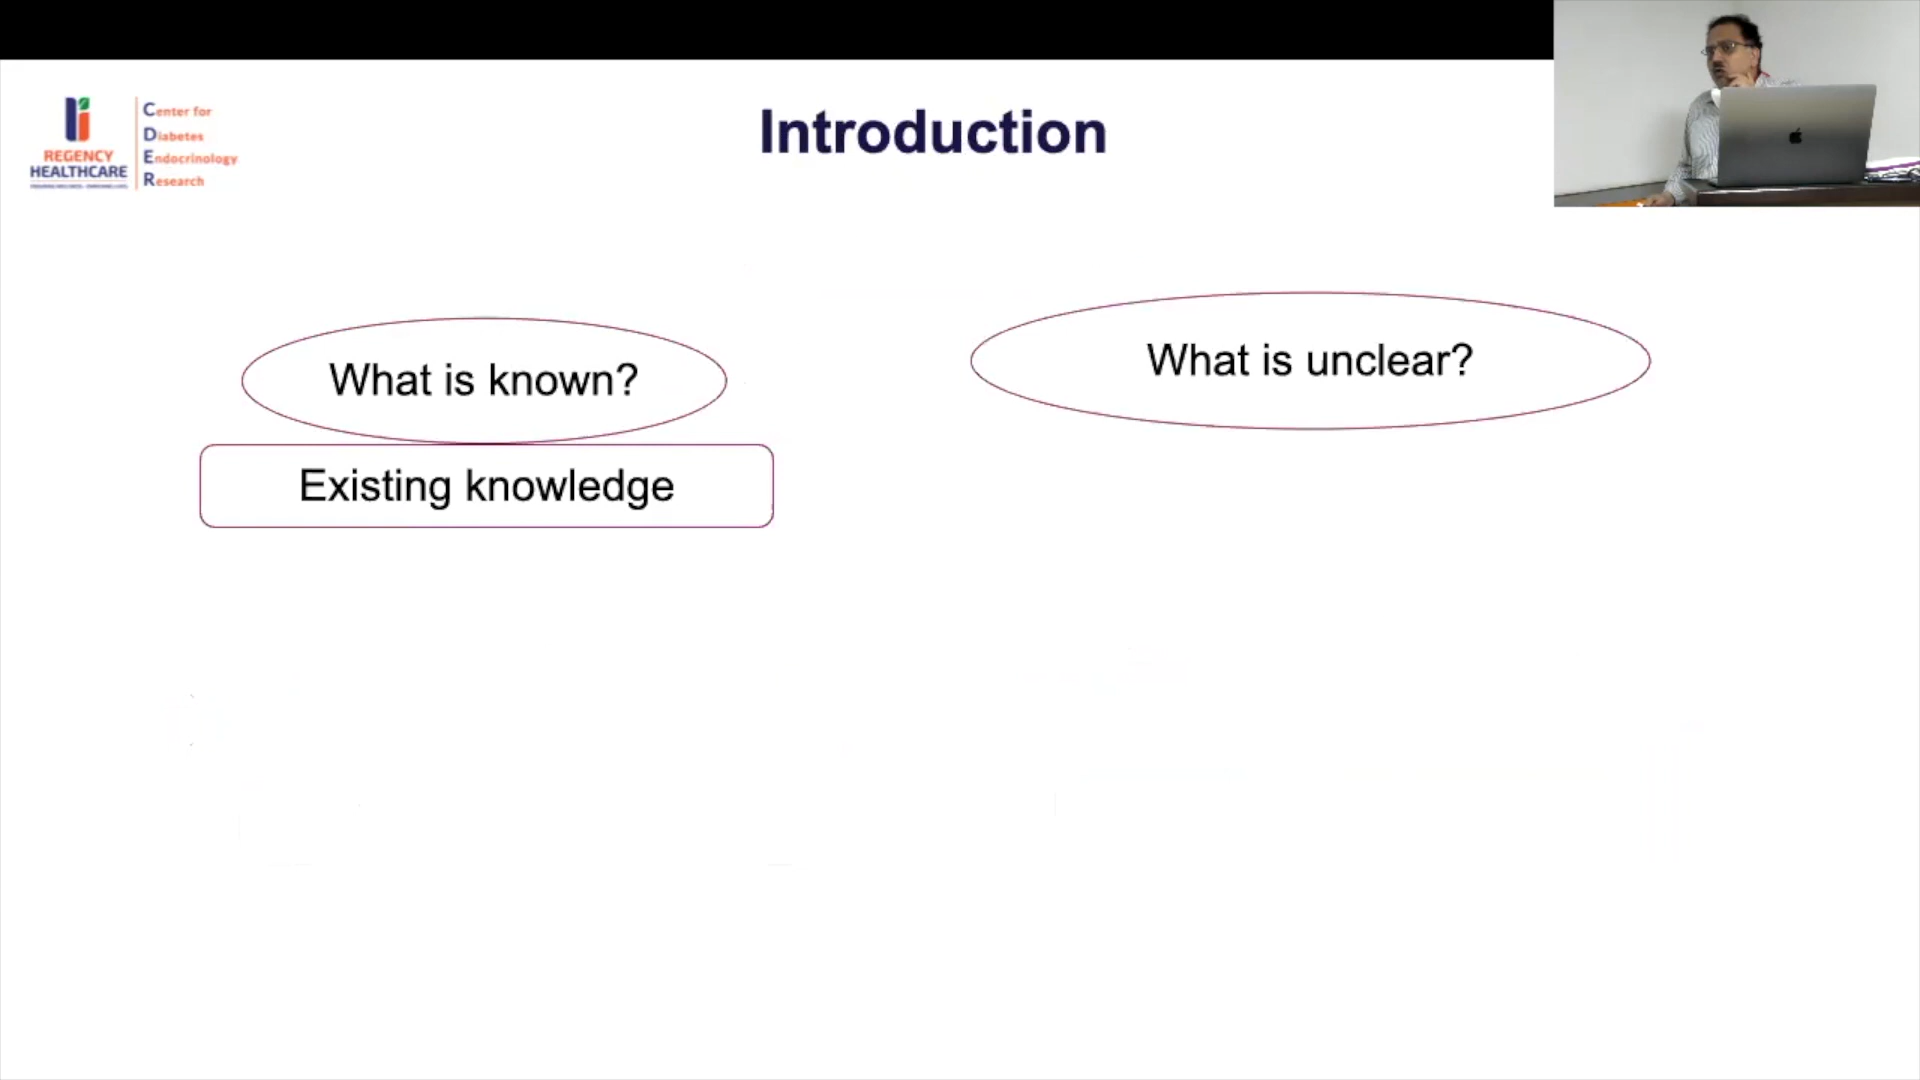 Introduction
REGENCY
HEALTHCARE
Center for
Diabetes
Endocrinology
Research
What is known?
Existing knowledge
What is unclear?